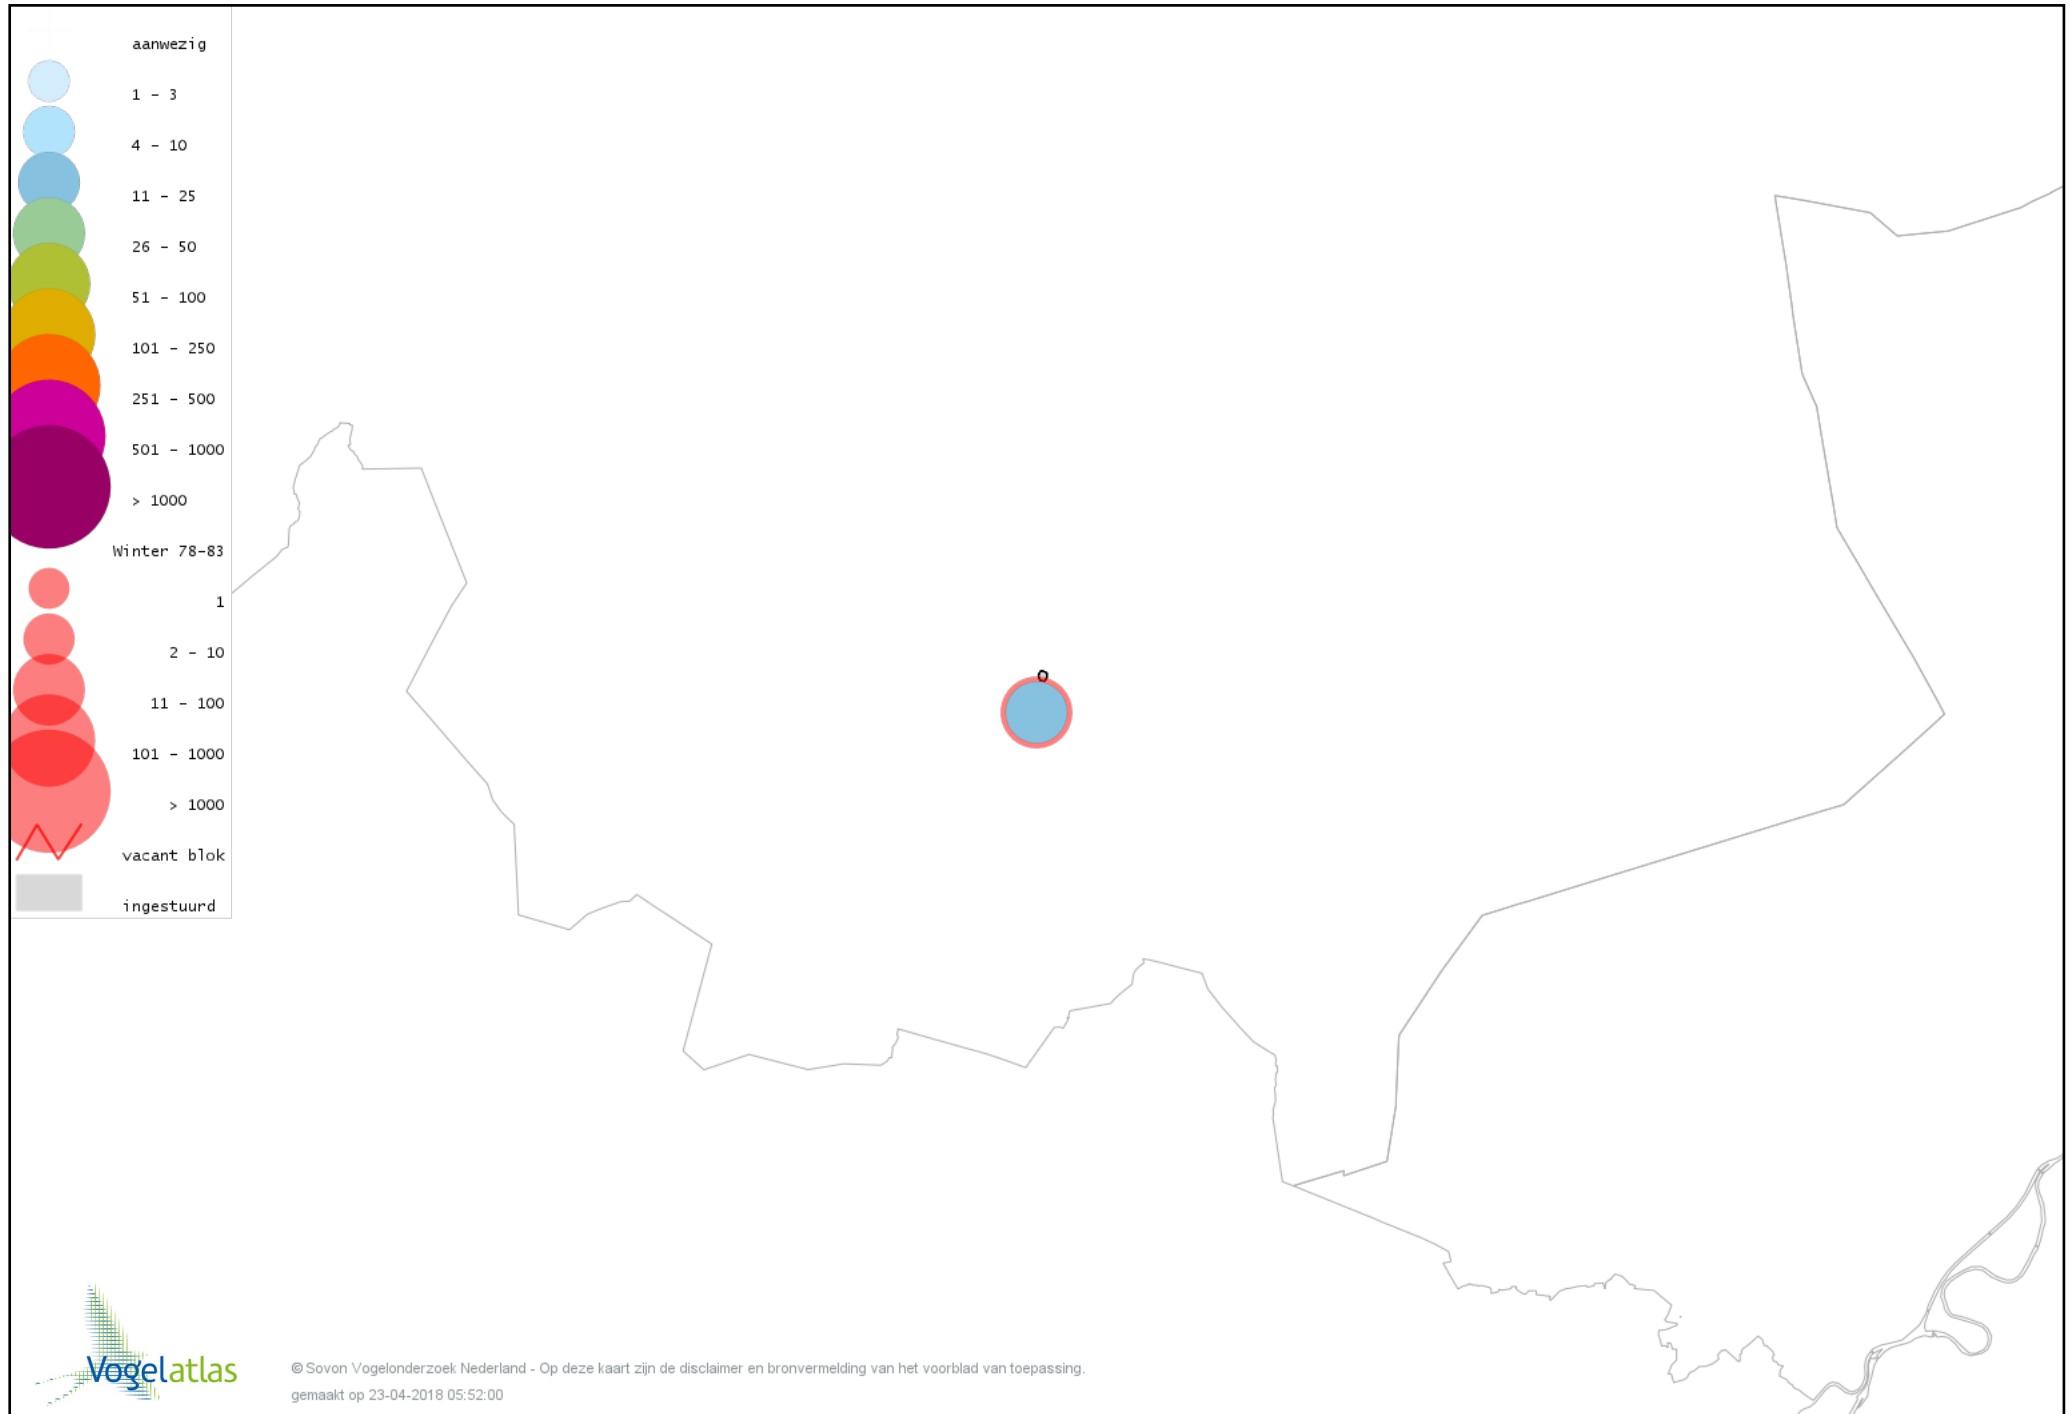 aanwezig
1 - 3
4 - 10
11 - 25
26 - 50
51 - 100
101 - 250
251 - 500
501 - 1000
> 1000
Winter 78-83
1
2 - 10
11 - 100
101 - 1000
> 1000
vacant blok
ingestuurd
0
Vogelatlas
© Sovon Vogelonderzoek Nederland - Op deze kaart zijn de disclaimer en bronvermelding van het voorblad van toepassing.
gemaakt op 23-04-2018 05:52:00